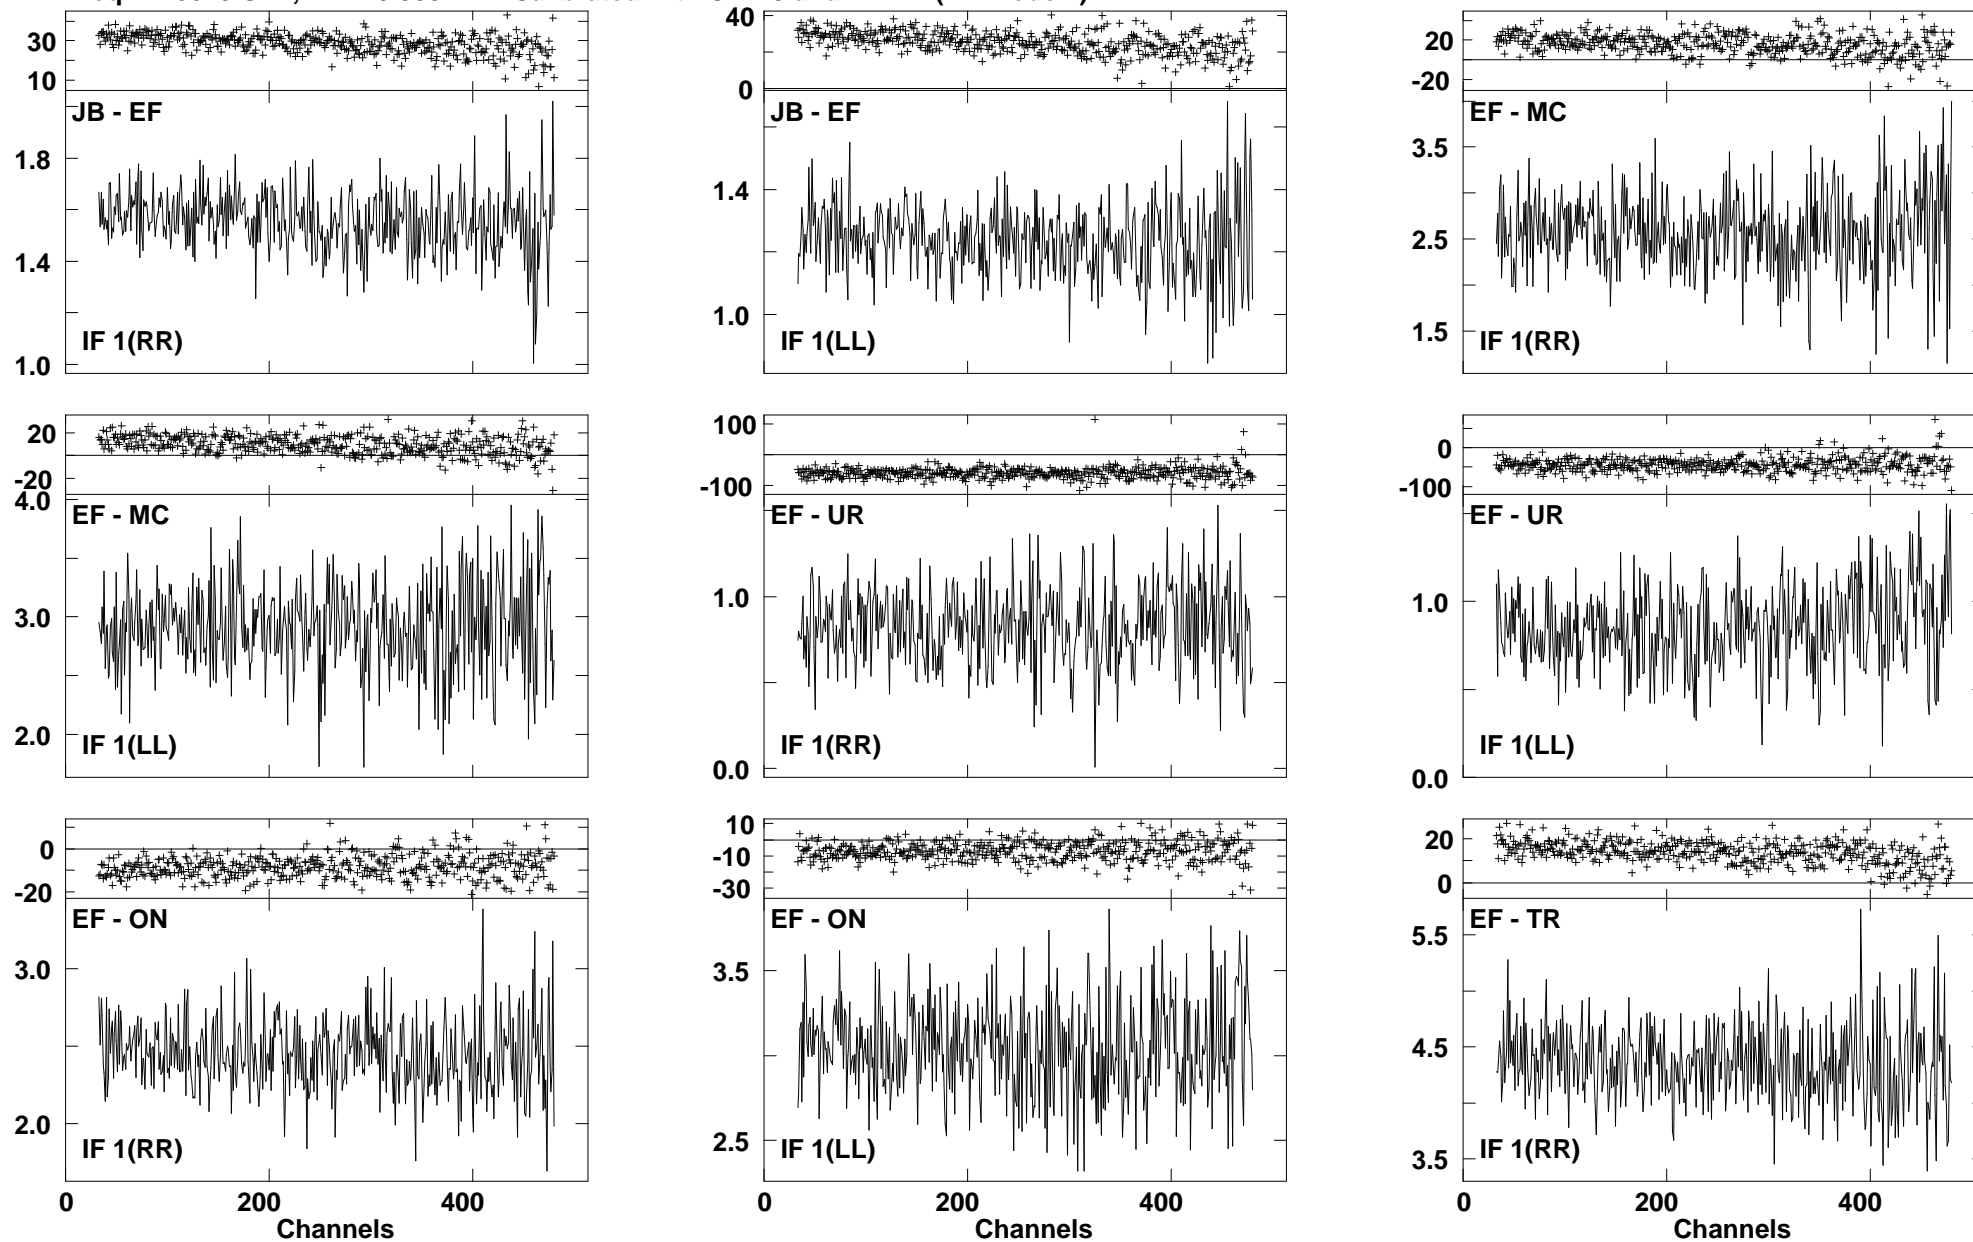 30 40 20
10 0 -20
JB - EF JB - EF EF - MC
1.8 1.4 1.0
1.4 1.0
3.5 2.5 1.5
IF 1(RR) IF 1(LL) IF 1(RR)
20 100 0
-20 -100 -100
EF - MC EF - UR EF - UR
4.0 3.0 2.0
1.0 0.0
1.0 0.0
IF 1(LL) IF 1(RR) IF 1(LL)
0 10 20
-20 -10 0
-30
EF - ON EF - ON EF - TR
3.0 2.0
3.5 2.5
5.5 4.5 3.5
IF 1(RR) IF 1(LL) IF 1(RR)
0 200 400 0 200 400 0 200 400
Channels Channels Channels